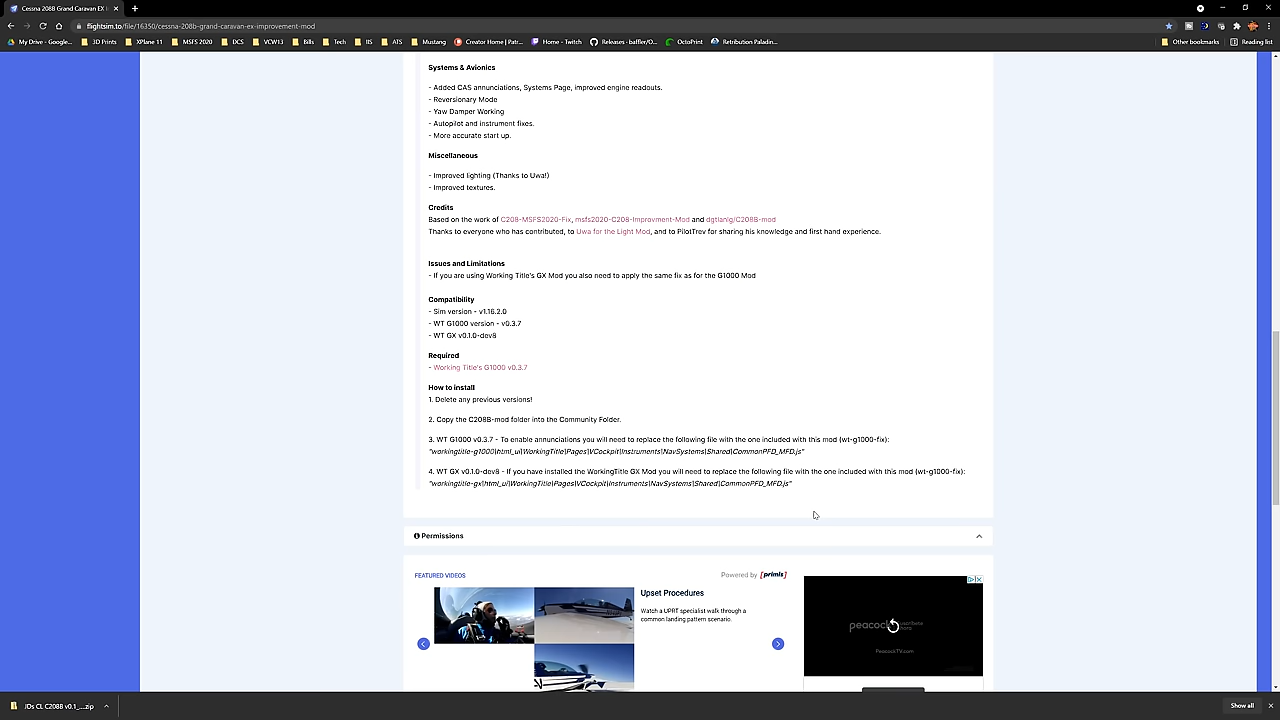 Cessna 208B Grand Caravan EX I
flightsim.to/file/16350/cessna-208b-grand-caravan-ex-improvement-mod
My Drive - Google... 3D Prints XPlane 11 MSFS 2020 DCS VCW13 Bills Tech IIS ATS Mustang Creator Home | Patr... Home - Twitch Releases · baffler/O... OctoPrint Retribution Paladin... Other bookmarks Reading list
Systems & Avionics
- Added CAS annunciations, Systems Page, improved engine readouts.
- Reversionary Mode
- Yaw Damper Working
- Autopilot and instrument fixes.
- More accurate start up.
Miscellaneous
- Improved lighting (Thanks to Uwa!)
- Improved textures.
Credits
Based on the work of C208-MSFS2020-Fix, msfs2020-C208-Improvment-Mod and dgtlanlg/C208B-mod
Thanks to everyone who has contributed, to Uwa for the Light Mod, and to PilotTrev for sharing his knowledge and first hand experience.
Issues and Limitations
- If you are using Working Title's GX Mod you also need to apply the same fix as for the G1000 Mod
Compatibility
- Sim version - v1.16.2.0
- WT G1000 version - v0.3.7
- WT GX v0.1.0-dev8
Required
- Working Title's G1000 v0.3.7
How to install
1. Delete any previous versions!
2. Copy the C208B-mod folder into the Community Folder.
3. WT G1000 v0.3.7 - To enable annunciations you will need to replace the following file with the one included with this mod (wt-g1000-fix):
"workingtitle-g1000\html_ui\WorkingTitle\Pages\VCockpit\Instruments\NavSystems\Shared\CommonPFD_MFD.js"
4. WT GX v0.1.0-dev8 - If you have installed the WorkingTitle GX Mod you will need to replace the following file with the one included with this mod (wt-g1000-fix):
"workingtitle-gx\html_ui\WorkingTitle\Pages\VCockpit\Instruments\NavSystems\Shared\CommonPFD_MFD.js"
Permissions
FEATURED VIDEOS
Powered by [primis]
Upset Procedures
Watch a UPRT specialist walk through a
common landing pattern scenario.
peacock
PeacockTV.com
Show all